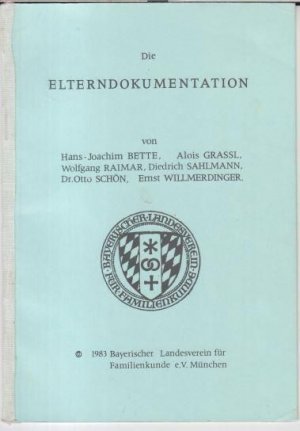 Die
ELTERNDOKUMENTATION
von
Hans-Joachim BETTE, Alois GRASSL,
Wolfgang RAIMAR, Diedrich SAHLMANN,
Dr.Otto SCHÖN, Ernst WILLMERDINGER.
BAYERISCHER·LANDESVEREIN
FÜR·FAMILIENKUNDE
© 1983 Bayerischer Landesverein für
Familienkunde e.V. München